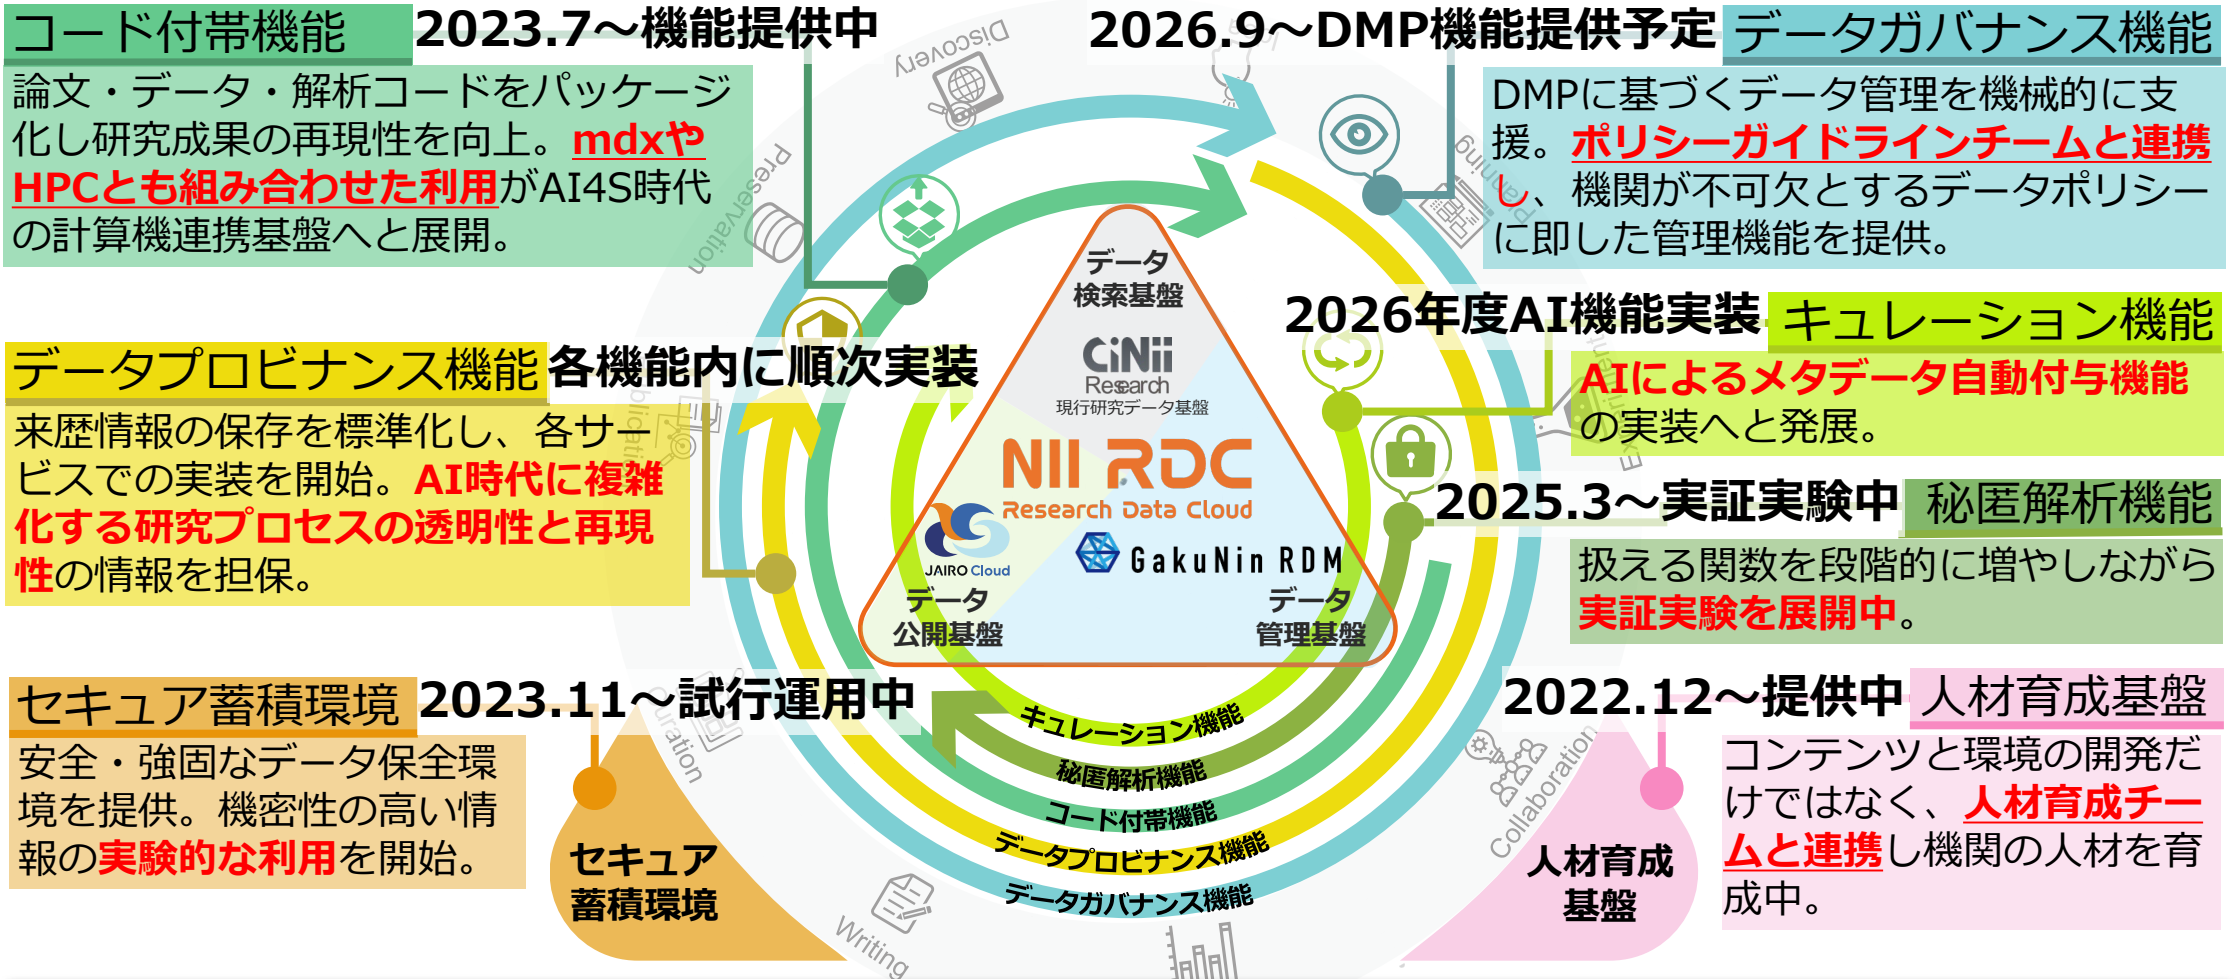 コード付帯機能
2023.7～機能提供中
論文・データ・解析コードをパッケージ
化し研究成果の再現性を向上。mdxや
HPCとも組み合わせた利用がAI4S時代
の計算機連携基盤へと展開。
2026.9～DMP機能提供予定
データガバナンス機能
DMPに基づくデータ管理を機械的に支
援。ポリシーガイドラインチームと連携
し、機関が不可欠とするデータポリシー
に即した管理機能を提供。
データプロビナンス機能
各機能内に順次実装
来歴情報の保存を標準化し、各サー
ビスでの実装を開始。AI時代に複雑
化する研究プロセスの透明性と再現
性の情報を担保。
2026年度AI機能実装
キュレーション機能
AIによるメタデータ自動付与機能
の実装へと発展。
2025.3～実証実験中
秘匿解析機能
扱える関数を段階的に増やしながら
実証実験を展開中。
セキュア蓄積環境
2023.11～試行運用中
安全・強固なデータ保全環
境を提供。機密性の高い情
報の実験的な利用を開始。
2022.12～提供中
人材育成基盤
コンテンツと環境の開発だ
けではなく、人材育成チー
ムと連携し機関の人材を育
成中。
データ
検索基盤
CiNii
Research
現行研究データ基盤
NII RDC
Research Data Cloud
JAIRO Cloud
GakuNin RDM
データ
公開基盤
データ
管理基盤
キュレーション機能
秘匿解析機能
コード付帯機能
データプロビナンス機能
データガバナンス機能
セキュア
蓄積環境
人材育成
基盤
Discovery
Planning
Preservation
Collaboration
Writing